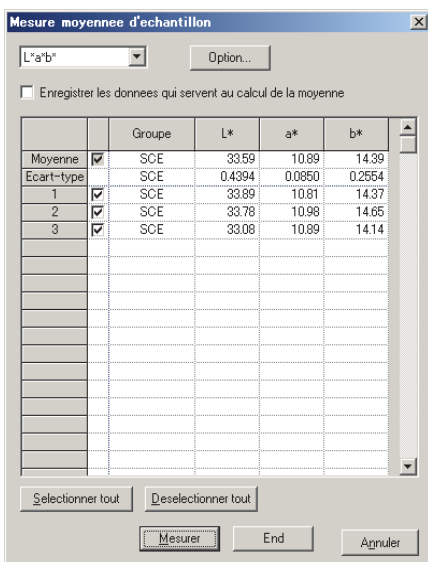 Mesure moyennee d'echantillon
L*a*b*
Option...
Enregistrer les donnees qui servent au calcul de la moyenne
Groupe L* a* b*
Moyenne SCE 33.59 10.89 14.39
Ecart-type SCE 0.4394 0.0850 0.2554
1 SCE 33.89 10.81 14.37
2 SCE 33.78 10.98 14.65
3 SCE 33.08 10.89 14.14
Selectionner tout Deselectionner tout
Mesurer End Annuler